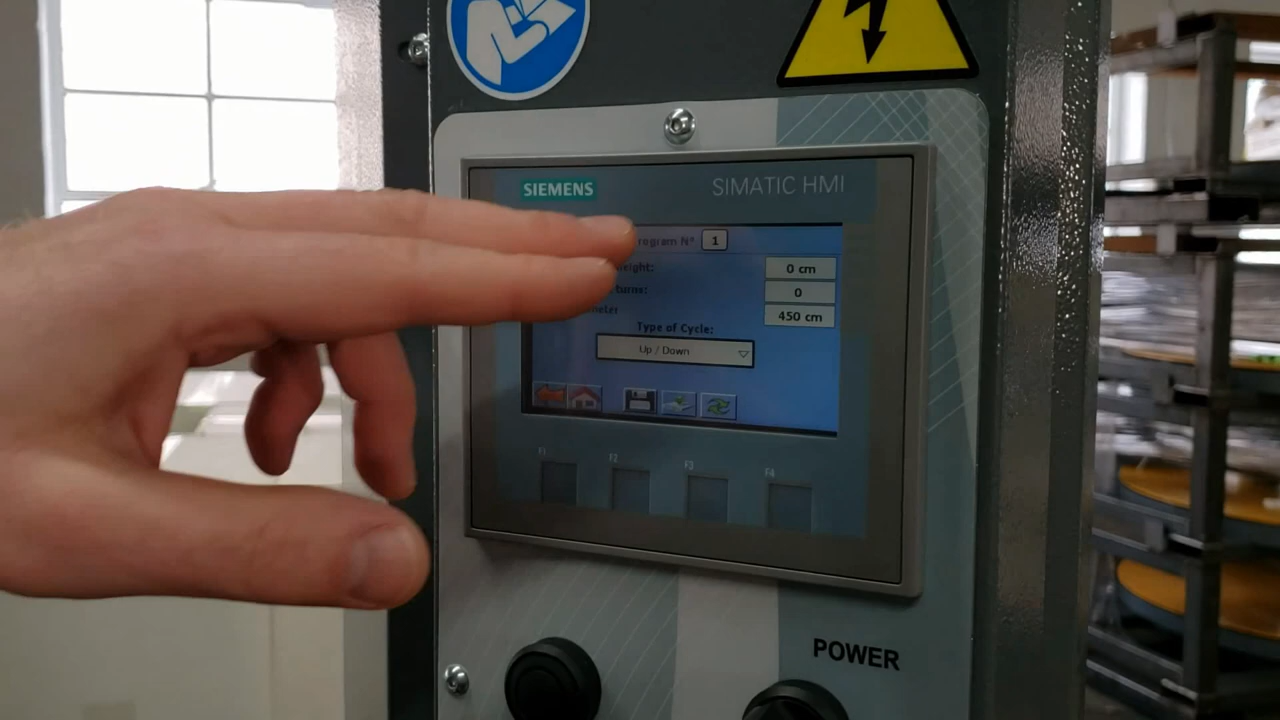 SIEMENS
SIMATIC HMI
rogram N° 1
eight: 0 cm
turns: 0
meter 450 cm
Type of Cycle:
Up / Down
F1 F2 F3 F4
POWER